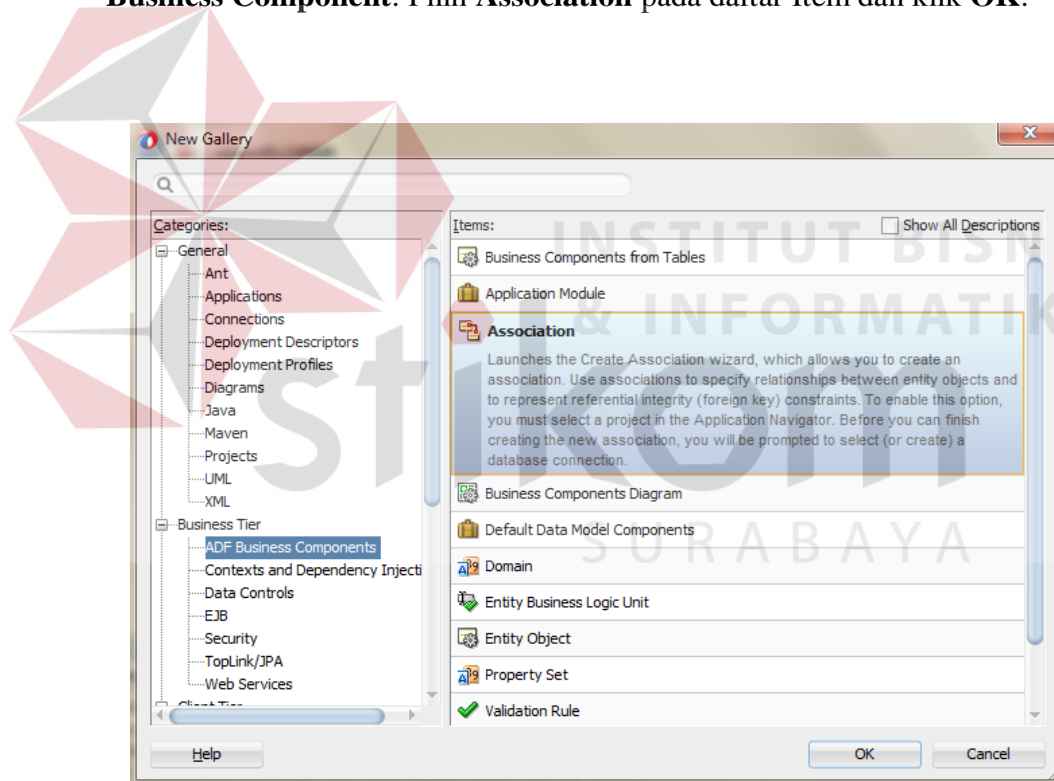 Business Component. Pilih Association pada daftar Item dan klik OK.
New Gallery
Categories:
General
Ant
Applications
Connections
Deployment Descriptors
Deployment Profiles
Diagrams
Java
Maven
Projects
UML
XML
Business Tier
ADF Business Components
Contexts and Dependency Injecti
Data Controls
EJB
Security
TopLink/JPA
Web Services
Client Tier
Items:
Show All Descriptions
Business Components from Tables
Application Module
Association
Launches the Create Association wizard, which allows you to create an
association. Use associations to specify relationships between entity objects and
to represent referential integrity (foreign key) constraints. To enable this option,
you must select a project in the Application Navigator. Before you can finish
creating the new association, you will be prompted to select (or create) a
database connection.
Business Components Diagram
Default Data Model Components
Domain
Entity Business Logic Unit
Entity Object
Property Set
Validation Rule
Help
OK
Cancel
INSTITUT BISN
& INFORMATIK
stikom
SURABAYA